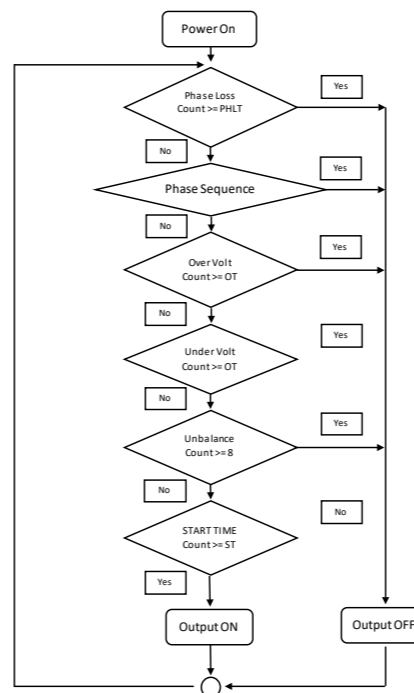 Power On
Phase Loss
Count >= PHLT
Yes
No
Phase Sequence
Yes
No
Over Volt
Count >= OT
Yes
No
Under Volt
Count >= OT
Yes
No
Unbalance
Count >= 8
Yes
No
START TIME
Count >= ST
No
Yes
Output ON
Output OFF